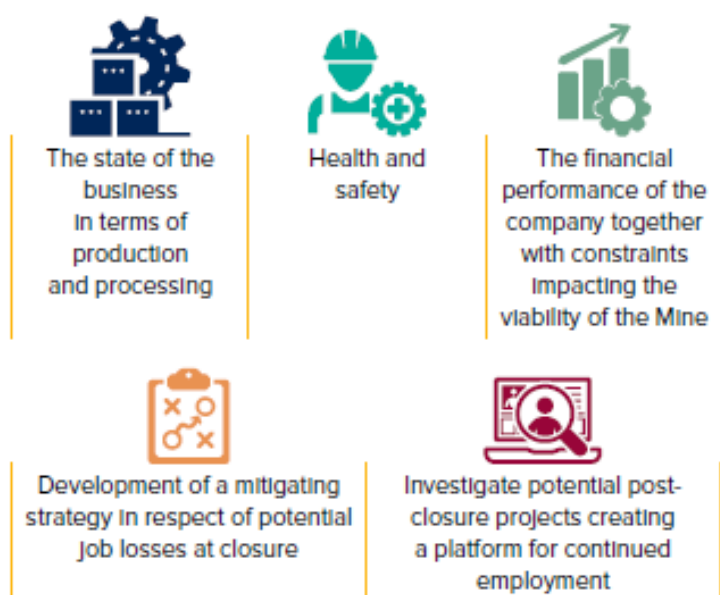 The state of the
business
in terms of
production
and processing
Health and
safety
The financial
performance of the
company together
with constraints
impacting the
viability of the Mine
Development of a mitigating
strategy in respect of potential
job losses at closure
Investigate potential post-
closure projects creating
a platform for continued
employment